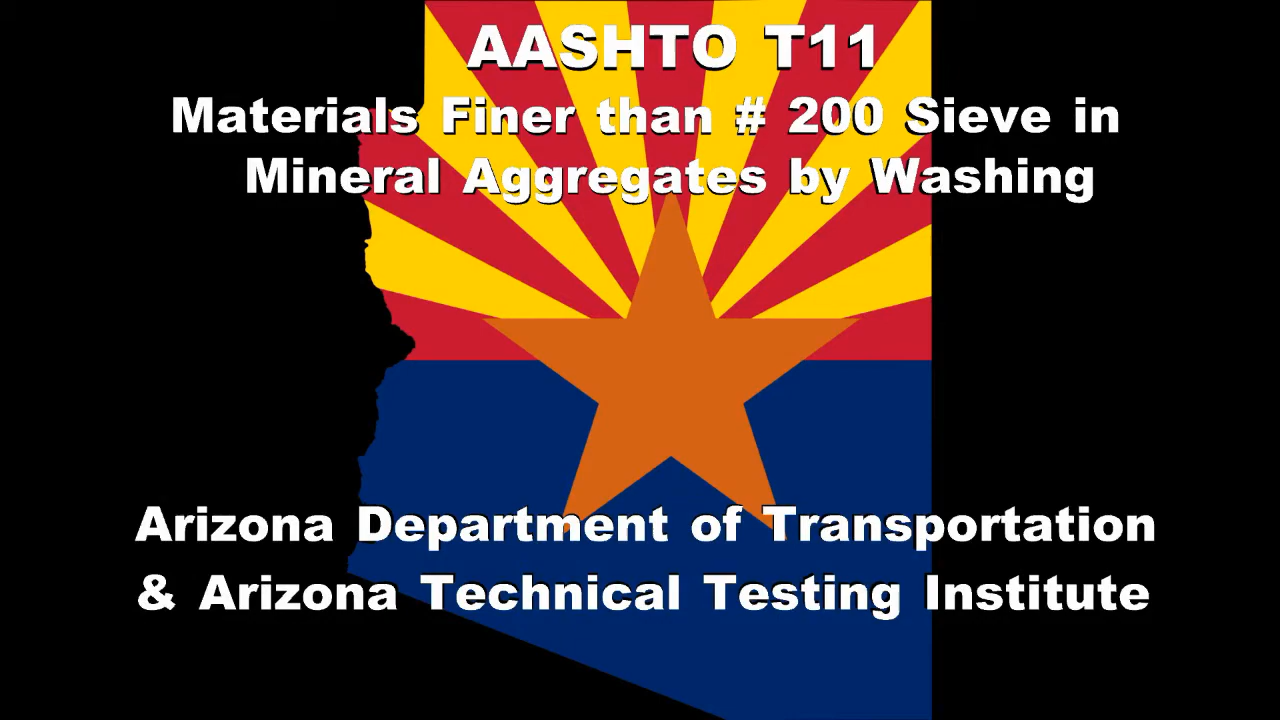 AASHTO T11
Materials Finer than # 200 Sieve in
Mineral Aggregates by Washing
Arizona Department of Transportation
& Arizona Technical Testing Institute